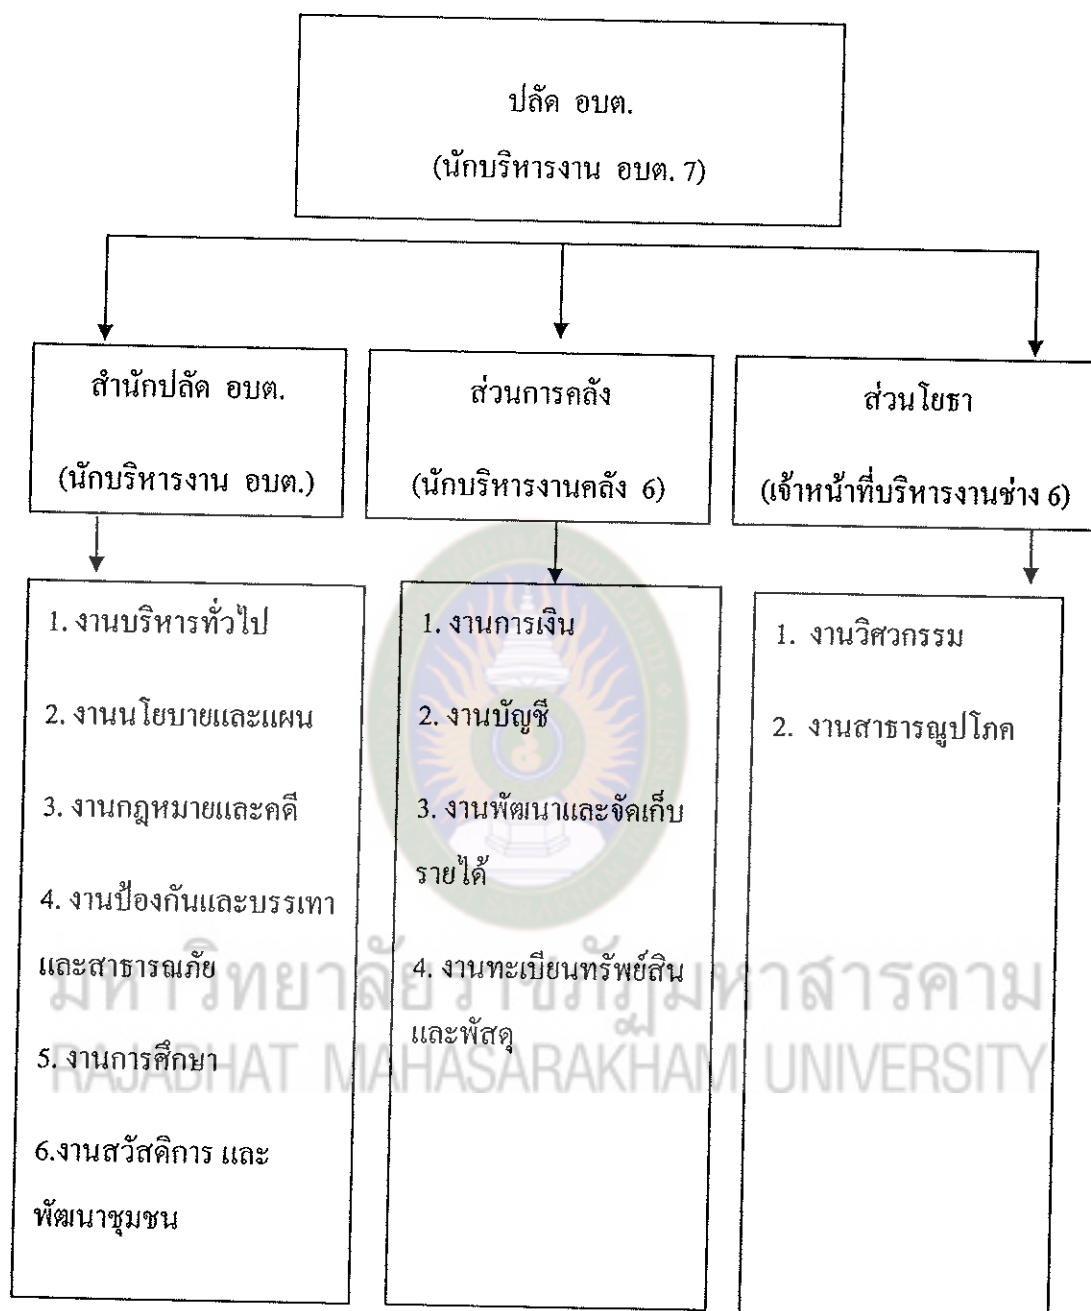 ปลัด อบต.
(นักบริหารงาน อบต. 7)
สำนักปลัด อบต.
(นักบริหารงาน อบต.)
ส่วนการคลัง
(นักบริหารงานคลัง 6)
ส่วนโยธา
(เจ้าหน้าที่บริหารงานช่าง 6)
1. งานบริหารทั่วไป
2. งานนโยบายและแผน
3. งานกฎหมายและคดี
4. งานป้องกันและบรรเทา
และสาธารณภัย
5. งานการศึกษา
6.งานสวัสดิการ และ
พัฒนาชุมชน
1. งานการเงิน
2. งานบัญชี
3. งานพัฒนาและจัดเก็บ
รายได้
4. งานทะเบียนทรัพย์สิน
และพัสดุ
1. งานวิศวกรรม
2. งานสาธารณูปโภค
มหาวิทยาลัยราชภัฏมหาสารคาม
RAJABHAT MAHASARAKHAM UNIVERSITY